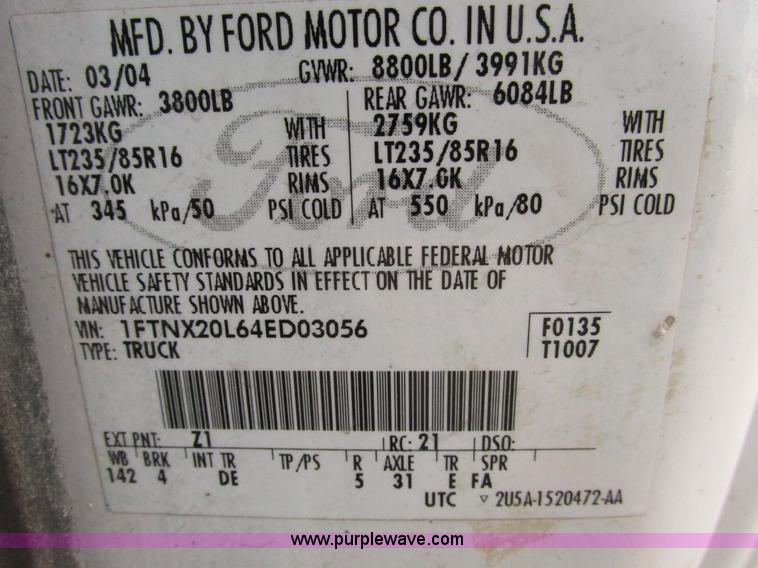 MFD. BY FORD MOTOR CO. IN U.S.A.
DATE: 03/04 GVWR: 8800LB/ 3991KG
FRONT GAWR: 3800LB REAR GAWR: 6084LB
1723KG WITH 2759KG WITH
LT235/85R16 TIRES LT235/85R16 TIRES
16X7.0K RIMS 16X7.0K RIMS
AT 345 kPa/50 PSI COLD AT 550 kPa/80 PSI COLD
Ford
THIS VEHICLE CONFORMS TO ALL APPLICABLE FEDERAL MOTOR
VEHICLE SAFETY STANDARDS IN EFFECT ON THE DATE OF
MANUFACTURE SHOWN ABOVE.
VIN: 1FTNX20L64ED03056 F0135
TYPE: TRUCK T1007
EXT PNT: Z1 RC: 21 DSO:
WB BRK INT TR TP/PS R AXLE TR SPR
142 4 DE 5 31 E FA
UTC ▽ 2U5A-1520472-AA
www.purplewave.com